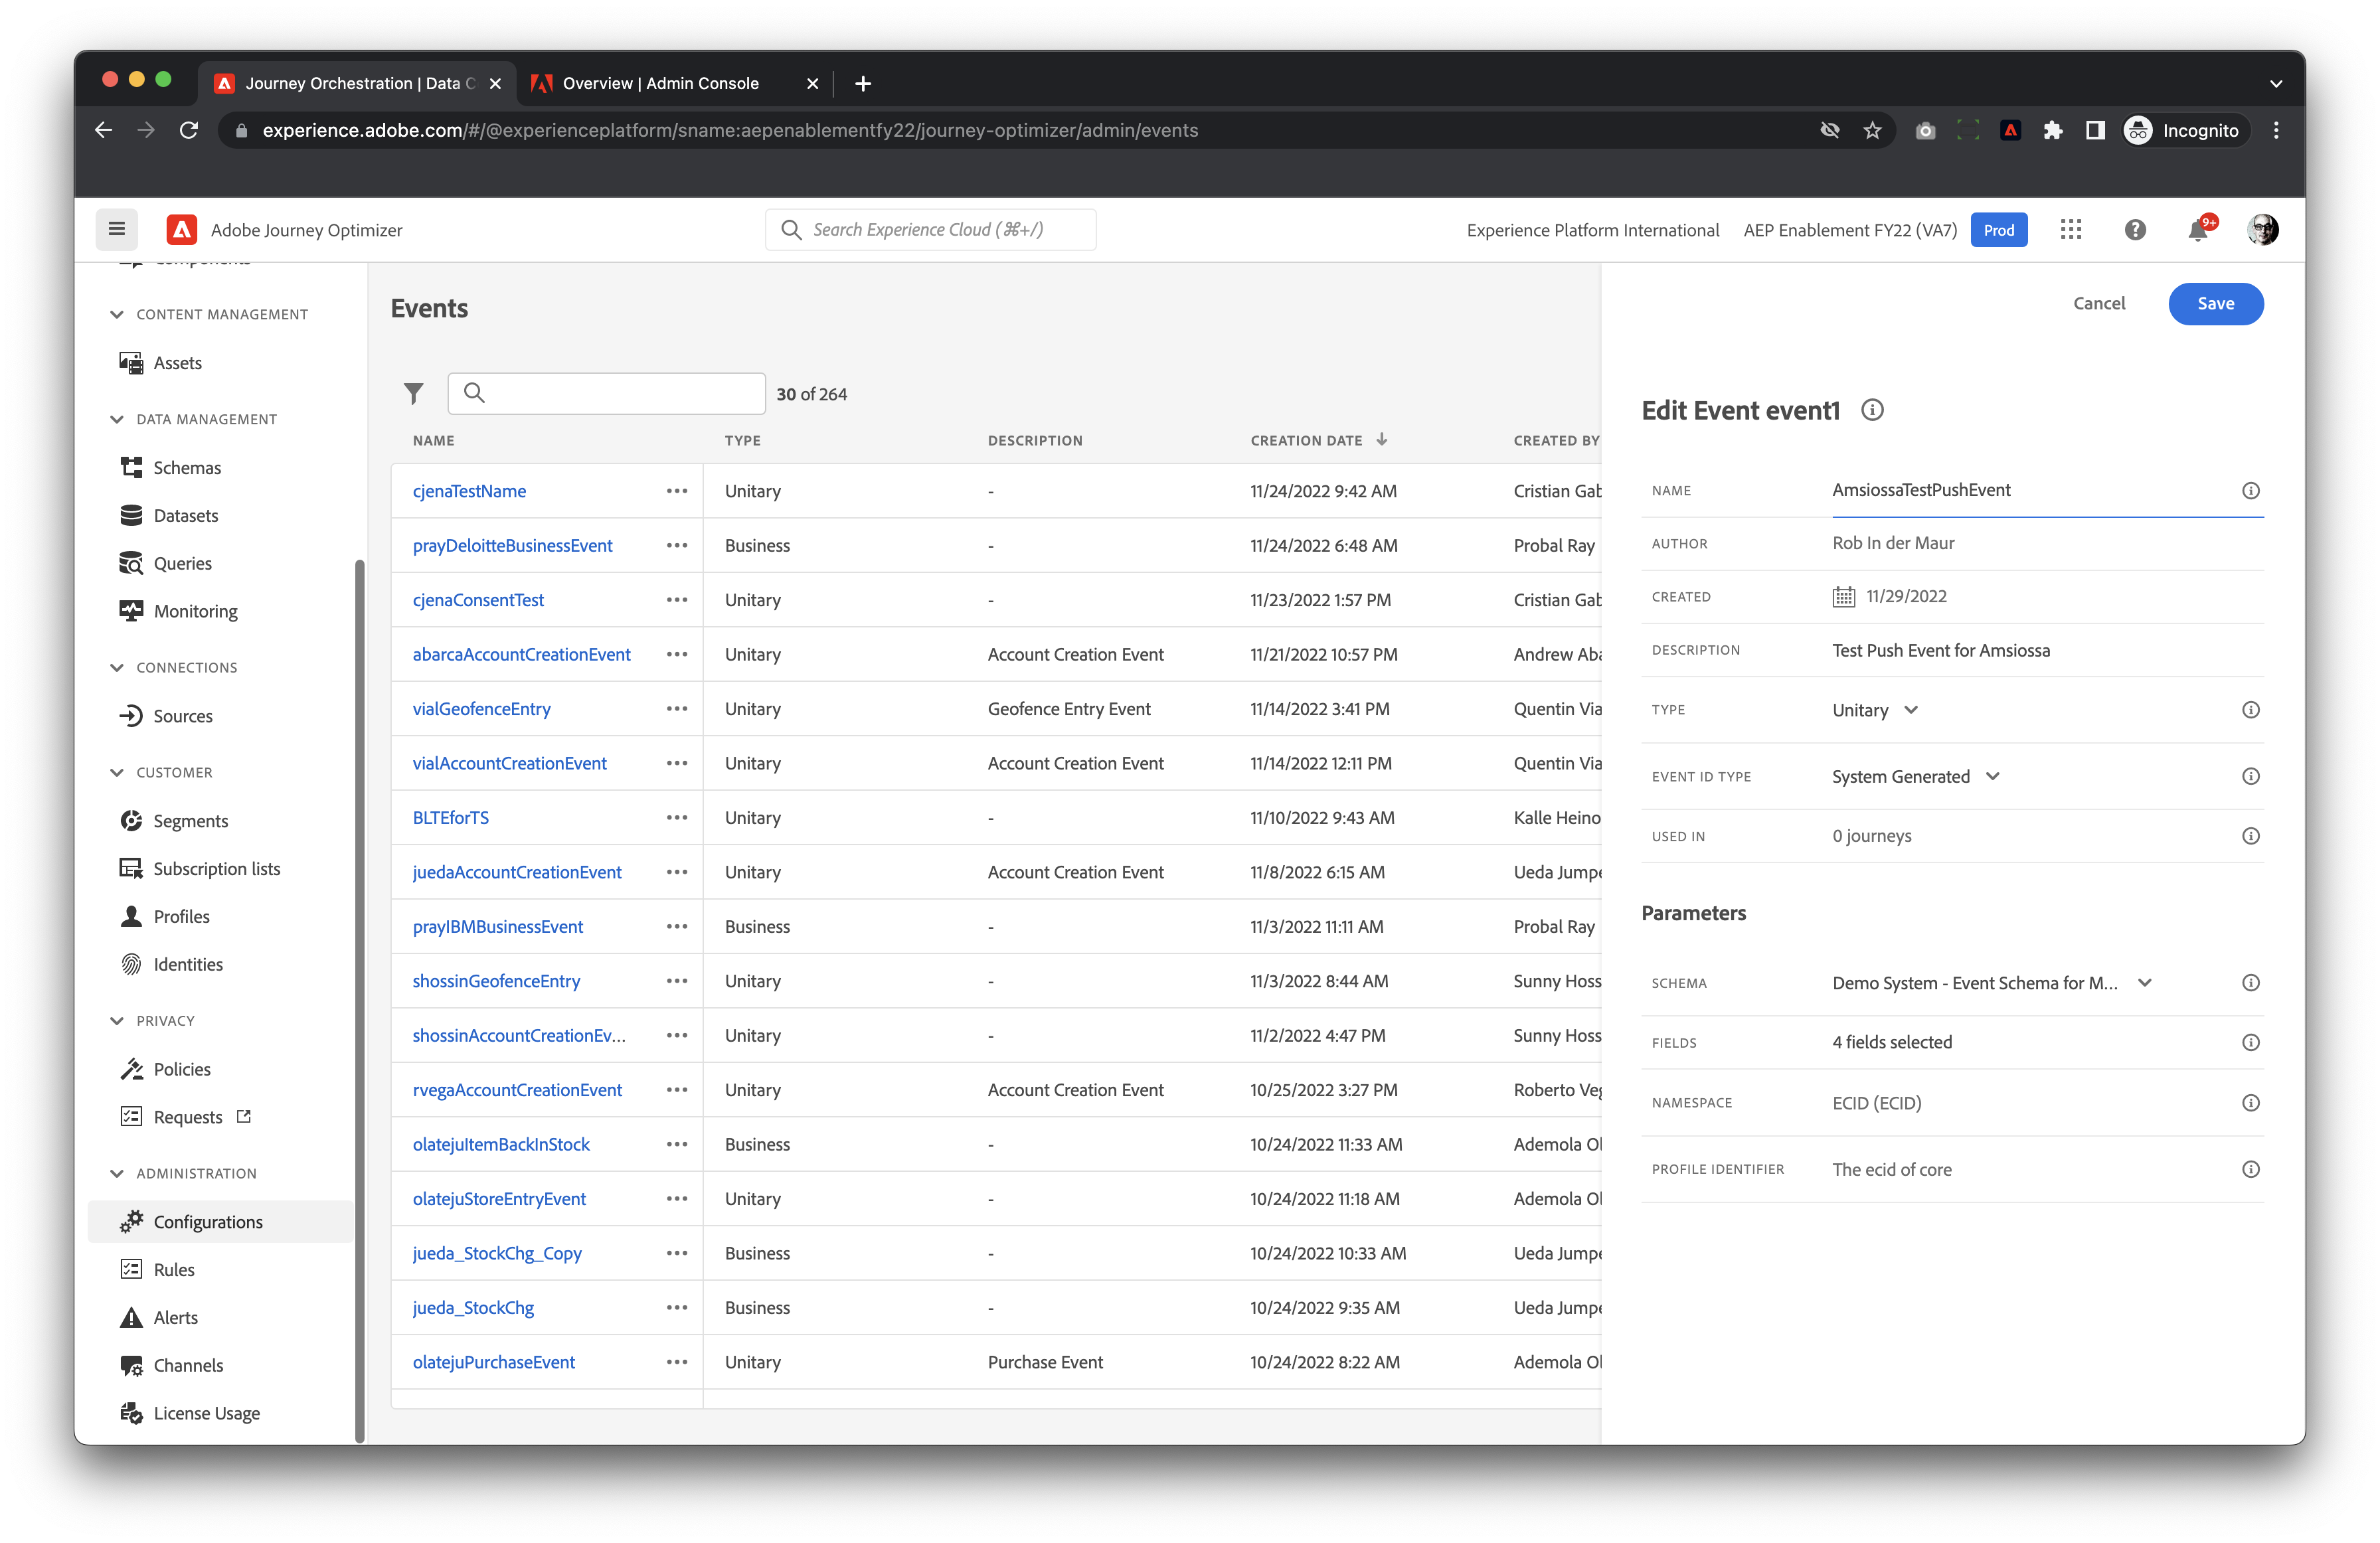 Journey Orchestration | Data C
Overview | Admin Console
experience.adobe.com/#/@experienceplatform/sname:aepenablementfy22/journey-optimizer/admin/events
Incognito
Adobe Journey Optimizer
Search Experience Cloud (⌘+/)
Experience Platform International
AEP Enablement FY22 (VA7)
Prod
9+
Components
CONTENT MANAGEMENT
Assets
DATA MANAGEMENT
Schemas
Datasets
Queries
Monitoring
CONNECTIONS
Sources
CUSTOMER
Segments
Subscription lists
Profiles
Identities
PRIVACY
Policies
Requests
ADMINISTRATION
Configurations
Rules
Alerts
Channels
License Usage
Events
30 of 264
NAME TYPE DESCRIPTION CREATION DATE CREATED BY
cjenaTestName ••• Unitary - 11/24/2022 9:42 AM Cristian Gab
prayDeloitteBusinessEvent ••• Business - 11/24/2022 6:48 AM Probal Ray
cjenaConsentTest ••• Unitary - 11/23/2022 1:57 PM Cristian Gab
abarcaAccountCreationEvent ••• Unitary Account Creation Event 11/21/2022 10:57 PM Andrew Aba
vialGeofenceEntry ••• Unitary Geofence Entry Event 11/14/2022 3:41 PM Quentin Via
vialAccountCreationEvent ••• Unitary Account Creation Event 11/14/2022 12:11 PM Quentin Via
BLTEforTS ••• Unitary - 11/10/2022 9:43 AM Kalle Heino
juedaAccountCreationEvent ••• Unitary Account Creation Event 11/8/2022 6:15 AM Ueda Jumpe
prayIBMBusinessEvent ••• Business - 11/3/2022 11:11 AM Probal Ray
shossinGeofenceEntry ••• Unitary - 11/3/2022 8:44 AM Sunny Hoss
shossinAccountCreationEv... ••• Unitary - 11/2/2022 4:47 PM Sunny Hoss
rvegaAccountCreationEvent ••• Unitary Account Creation Event 10/25/2022 3:27 PM Roberto Veg
olatejuItemBackInStock ••• Business - 10/24/2022 11:33 AM Ademola Ol
olatejuStoreEntryEvent ••• Unitary - 10/24/2022 11:18 AM Ademola Ol
jueda_StockChg_Copy ••• Business - 10/24/2022 10:33 AM Ueda Jumpe
jueda_StockChg ••• Business - 10/24/2022 9:35 AM Ueda Jumpe
olatejuPurchaseEvent ••• Unitary Purchase Event 10/24/2022 8:22 AM Ademola Ol
Cancel
Save
Edit Event event1
NAME AmsiossaTestPushEvent
AUTHOR Rob In der Maur
CREATED 11/29/2022
DESCRIPTION Test Push Event for Amsiossa
TYPE Unitary
EVENT ID TYPE System Generated
USED IN 0 journeys
Parameters
SCHEMA Demo System - Event Schema for M...
FIELDS 4 fields selected
NAMESPACE ECID (ECID)
PROFILE IDENTIFIER The ecid of core